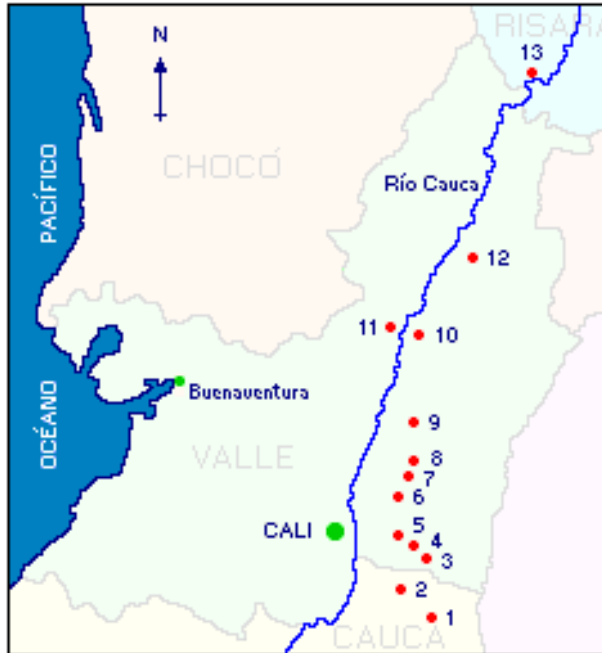 RISARA
13
N
CHOCÓ
PACÍFICO
Río Cauca
12
11
10
Buenaventura
OCÉANO
9
VALLE
8
7
6
CALI
5
4
3
2
1
CAUCA